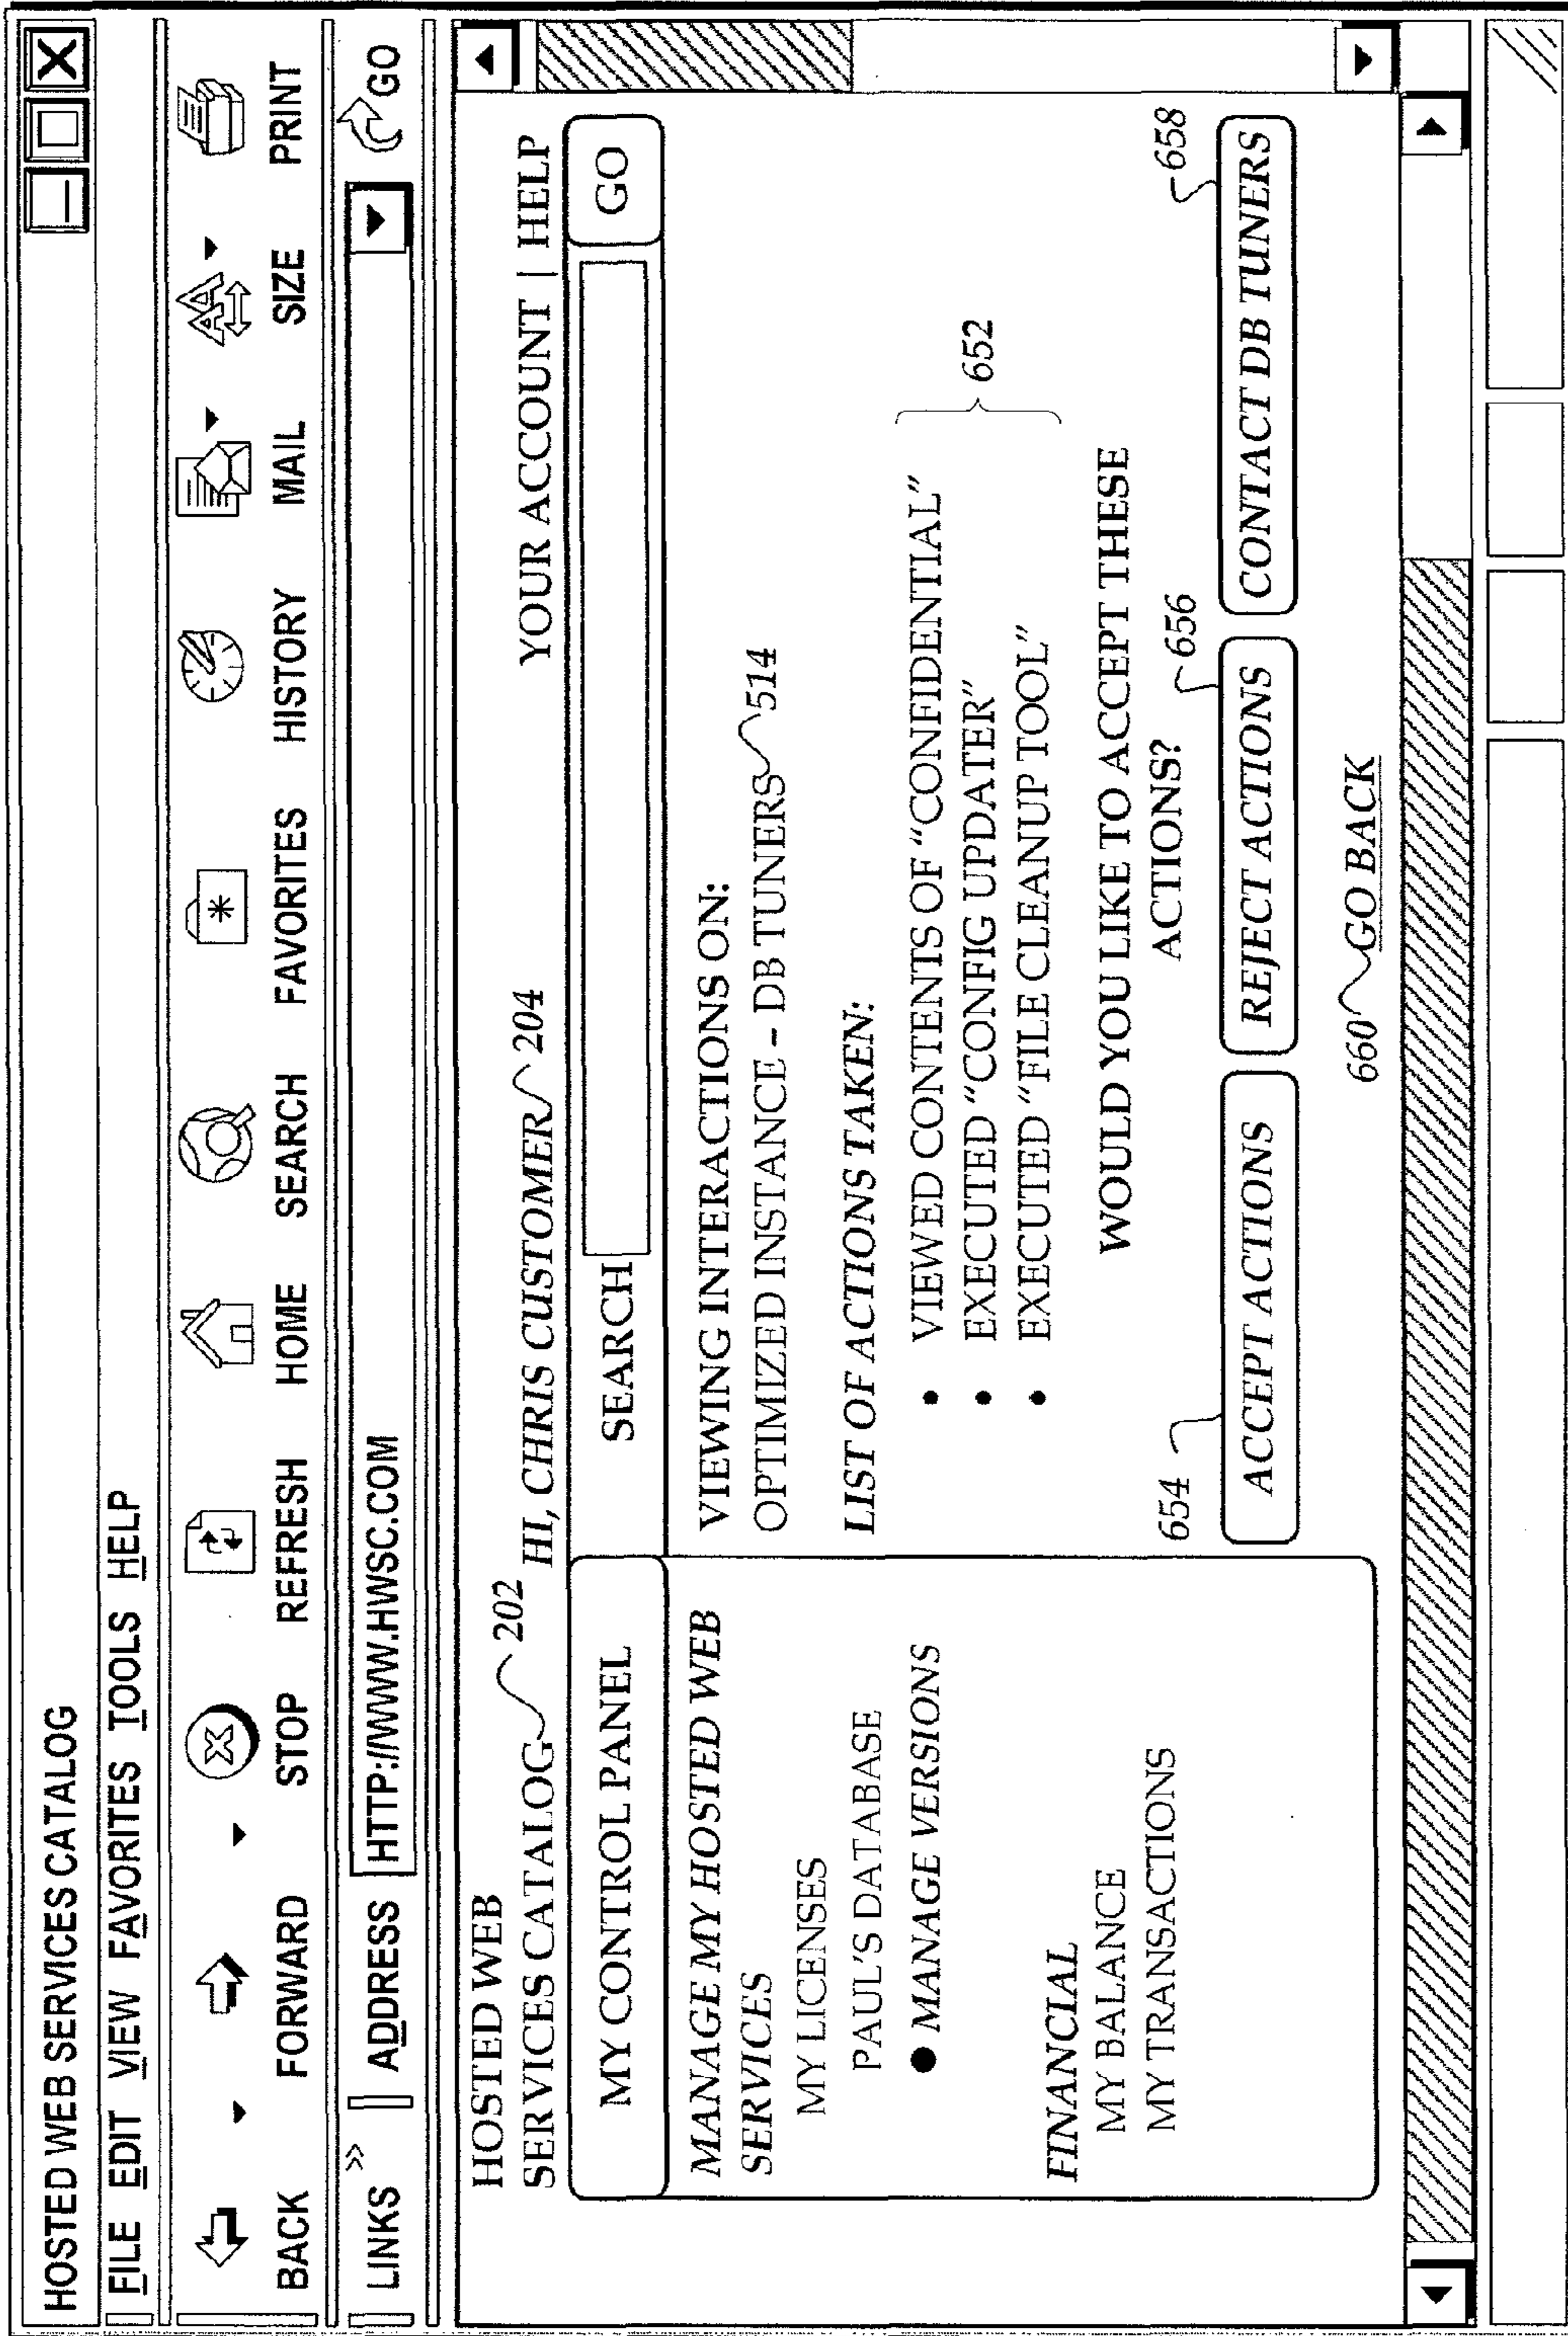 HOSTED WEB SERVICES CATALOG
FILE EDIT VIEW FAVORITES TOOLS HELP
BACK FORWARD STOP REFRESH HOME SEARCH FAVORITES HISTORY MAIL SIZE PRINT
LINKS » ADDRESS HTTP://WWW.HWSC.COM GO
HOSTED WEB
SERVICES CATALOG 202 HI, CHRIS CUSTOMER 204 YOUR ACCOUNT | HELP
MY CONTROL PANEL
SEARCH GO
MANAGE MY HOSTED WEB
SERVICES
MY LICENSES
PAUL'S DATABASE
● MANAGE VERSIONS
FINANCIAL
MY BALANCE
MY TRANSACTIONS
VIEWING INTERACTIONS ON:
OPTIMIZED INSTANCE – DB TUNERS 514
LIST OF ACTIONS TAKEN:
• VIEWED CONTENTS OF “CONFIDENTIAL”
• EXECUTED “CONFIG UPDATER”
• EXECUTED “FILE CLEANUP TOOL”
652
WOULD YOU LIKE TO ACCEPT THESE
ACTIONS?
654 656 658
ACCEPT ACTIONS REJECT ACTIONS CONTACT DB TUNERS
660 GO BACK